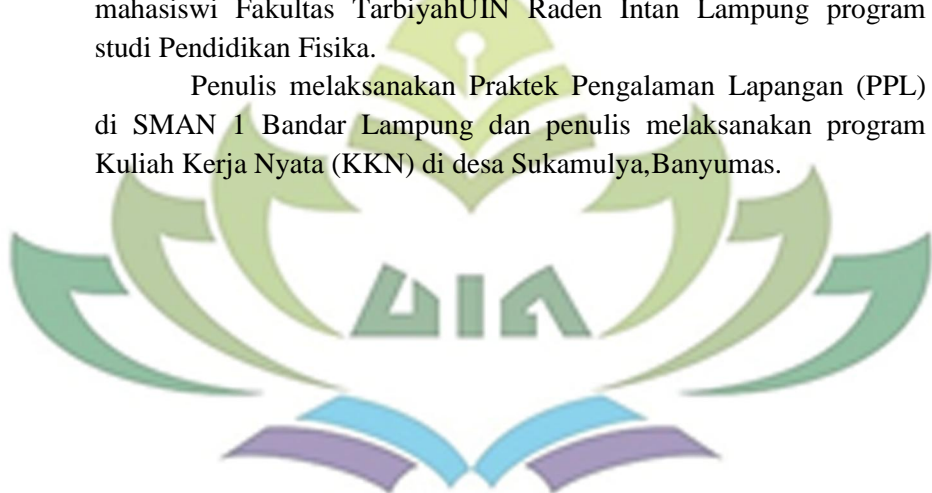 mahasiswi Fakultas TarbiyahUIN Raden Intan Lampung program
studi Pendidikan Fisika.
Penulis melaksanakan Praktek Pengalaman Lapangan (PPL)
di SMAN 1 Bandar Lampung dan penulis melaksanakan program
Kuliah Kerja Nyata (KKN) di desa Sukamulya,Banyumas.
UIN